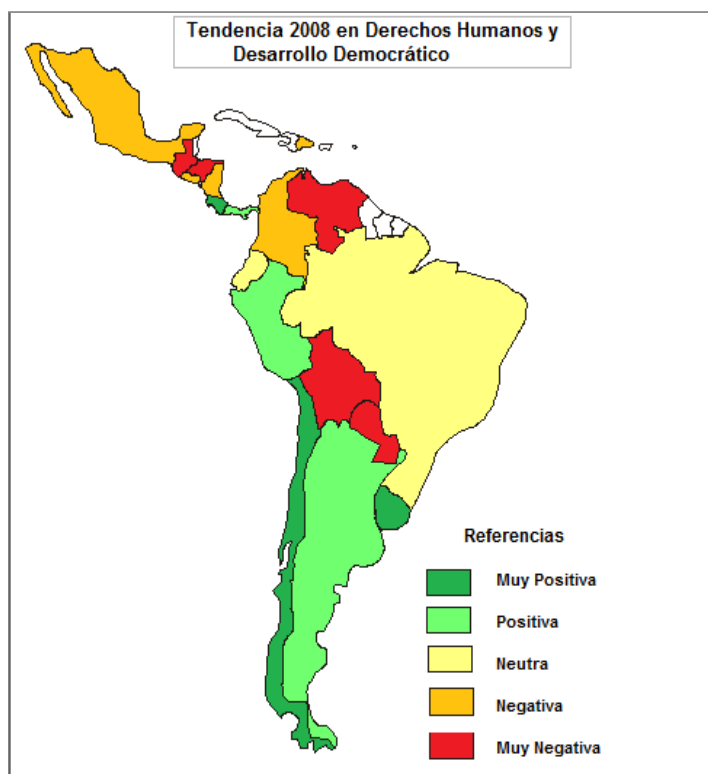 Tendencia 2008 en Derechos Humanos y
Desarrollo Democrático
Referencias
Muy Positiva
Positiva
Neutra
Negativa
Muy Negativa